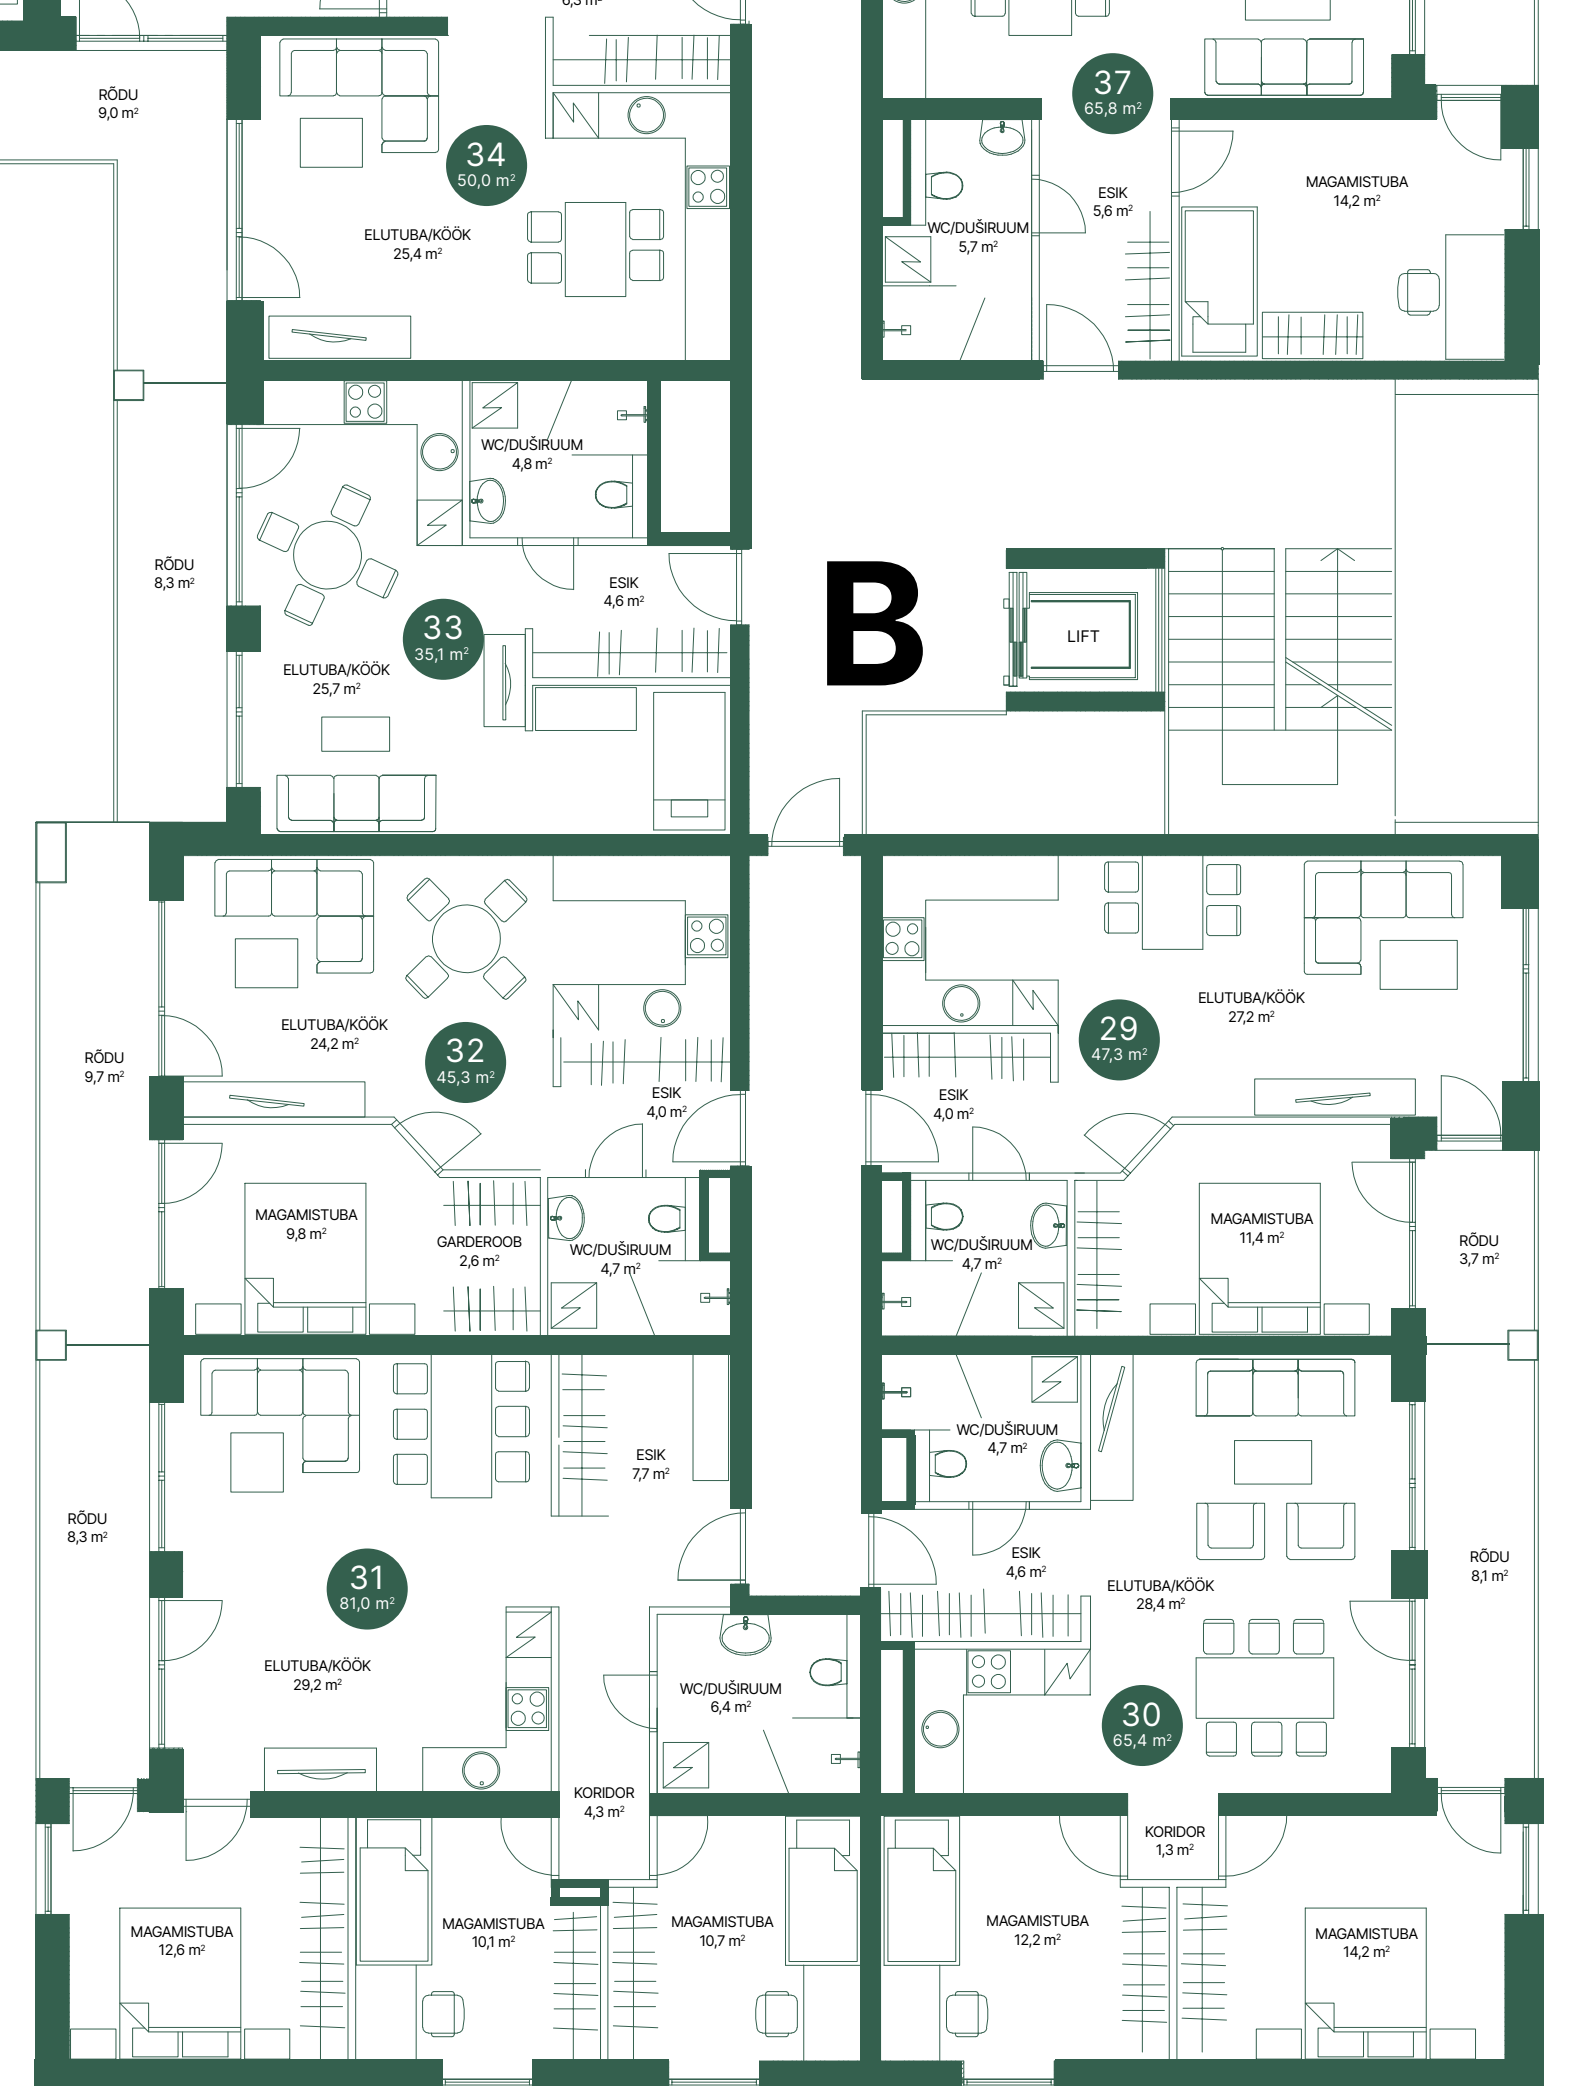 6,3 m²
RÕDU
9,0 m²
34
50,0 m²
ELUTUBA/KÖÖK
25,4 m²
37
65,8 m²
WC/DUŠIRUUM
5,7 m²
ESIK
5,6 m²
MAGAMISTUBA
14,2 m²
RÕDU
8,3 m²
WC/DUŠIRUUM
4,8 m²
ESIK
4,6 m²
33
35,1 m²
ELUTUBA/KÖÖK
25,7 m²
B
LIFT
RÕDU
9,7 m²
ELUTUBA/KÖÖK
24,2 m²
32
45,3 m²
ESIK
4,0 m²
MAGAMISTUBA
9,8 m²
GARDEROOB
2,6 m²
WC/DUŠIRUUM
4,7 m²
29
47,3 m²
ELUTUBA/KÖÖK
27,2 m²
ESIK
4,0 m²
WC/DUŠIRUUM
4,7 m²
MAGAMISTUBA
11,4 m²
RÕDU
3,7 m²
RÕDU
8,3 m²
31
81,0 m²
ESIK
7,7 m²
ELUTUBA/KÖÖK
29,2 m²
WC/DUŠIRUUM
6,4 m²
KORIDOR
4,3 m²
MAGAMISTUBA
12,6 m²
MAGAMISTUBA
10,1 m²
MAGAMISTUBA
10,7 m²
WC/DUŠIRUUM
4,7 m²
ESIK
4,6 m²
ELUTUBA/KÖÖK
28,4 m²
RÕDU
8,1 m²
30
65,4 m²
KORIDOR
1,3 m²
MAGAMISTUBA
12,2 m²
MAGAMISTUBA
14,2 m²